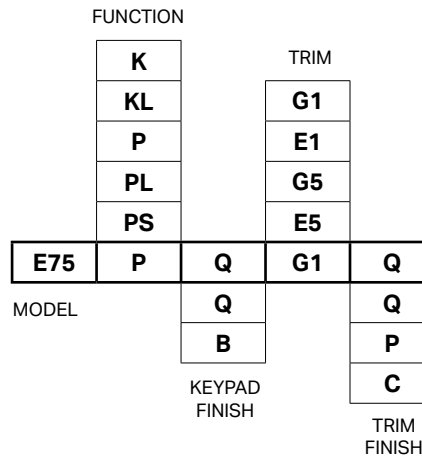 FUNCTION
K
TRIM
KL
G1
P
E1
PL
G5
PS
E5
E75 P Q G1 Q
MODEL
Q
Q
B
P
KEYPAD
FINISH
C
TRIM
FINISH